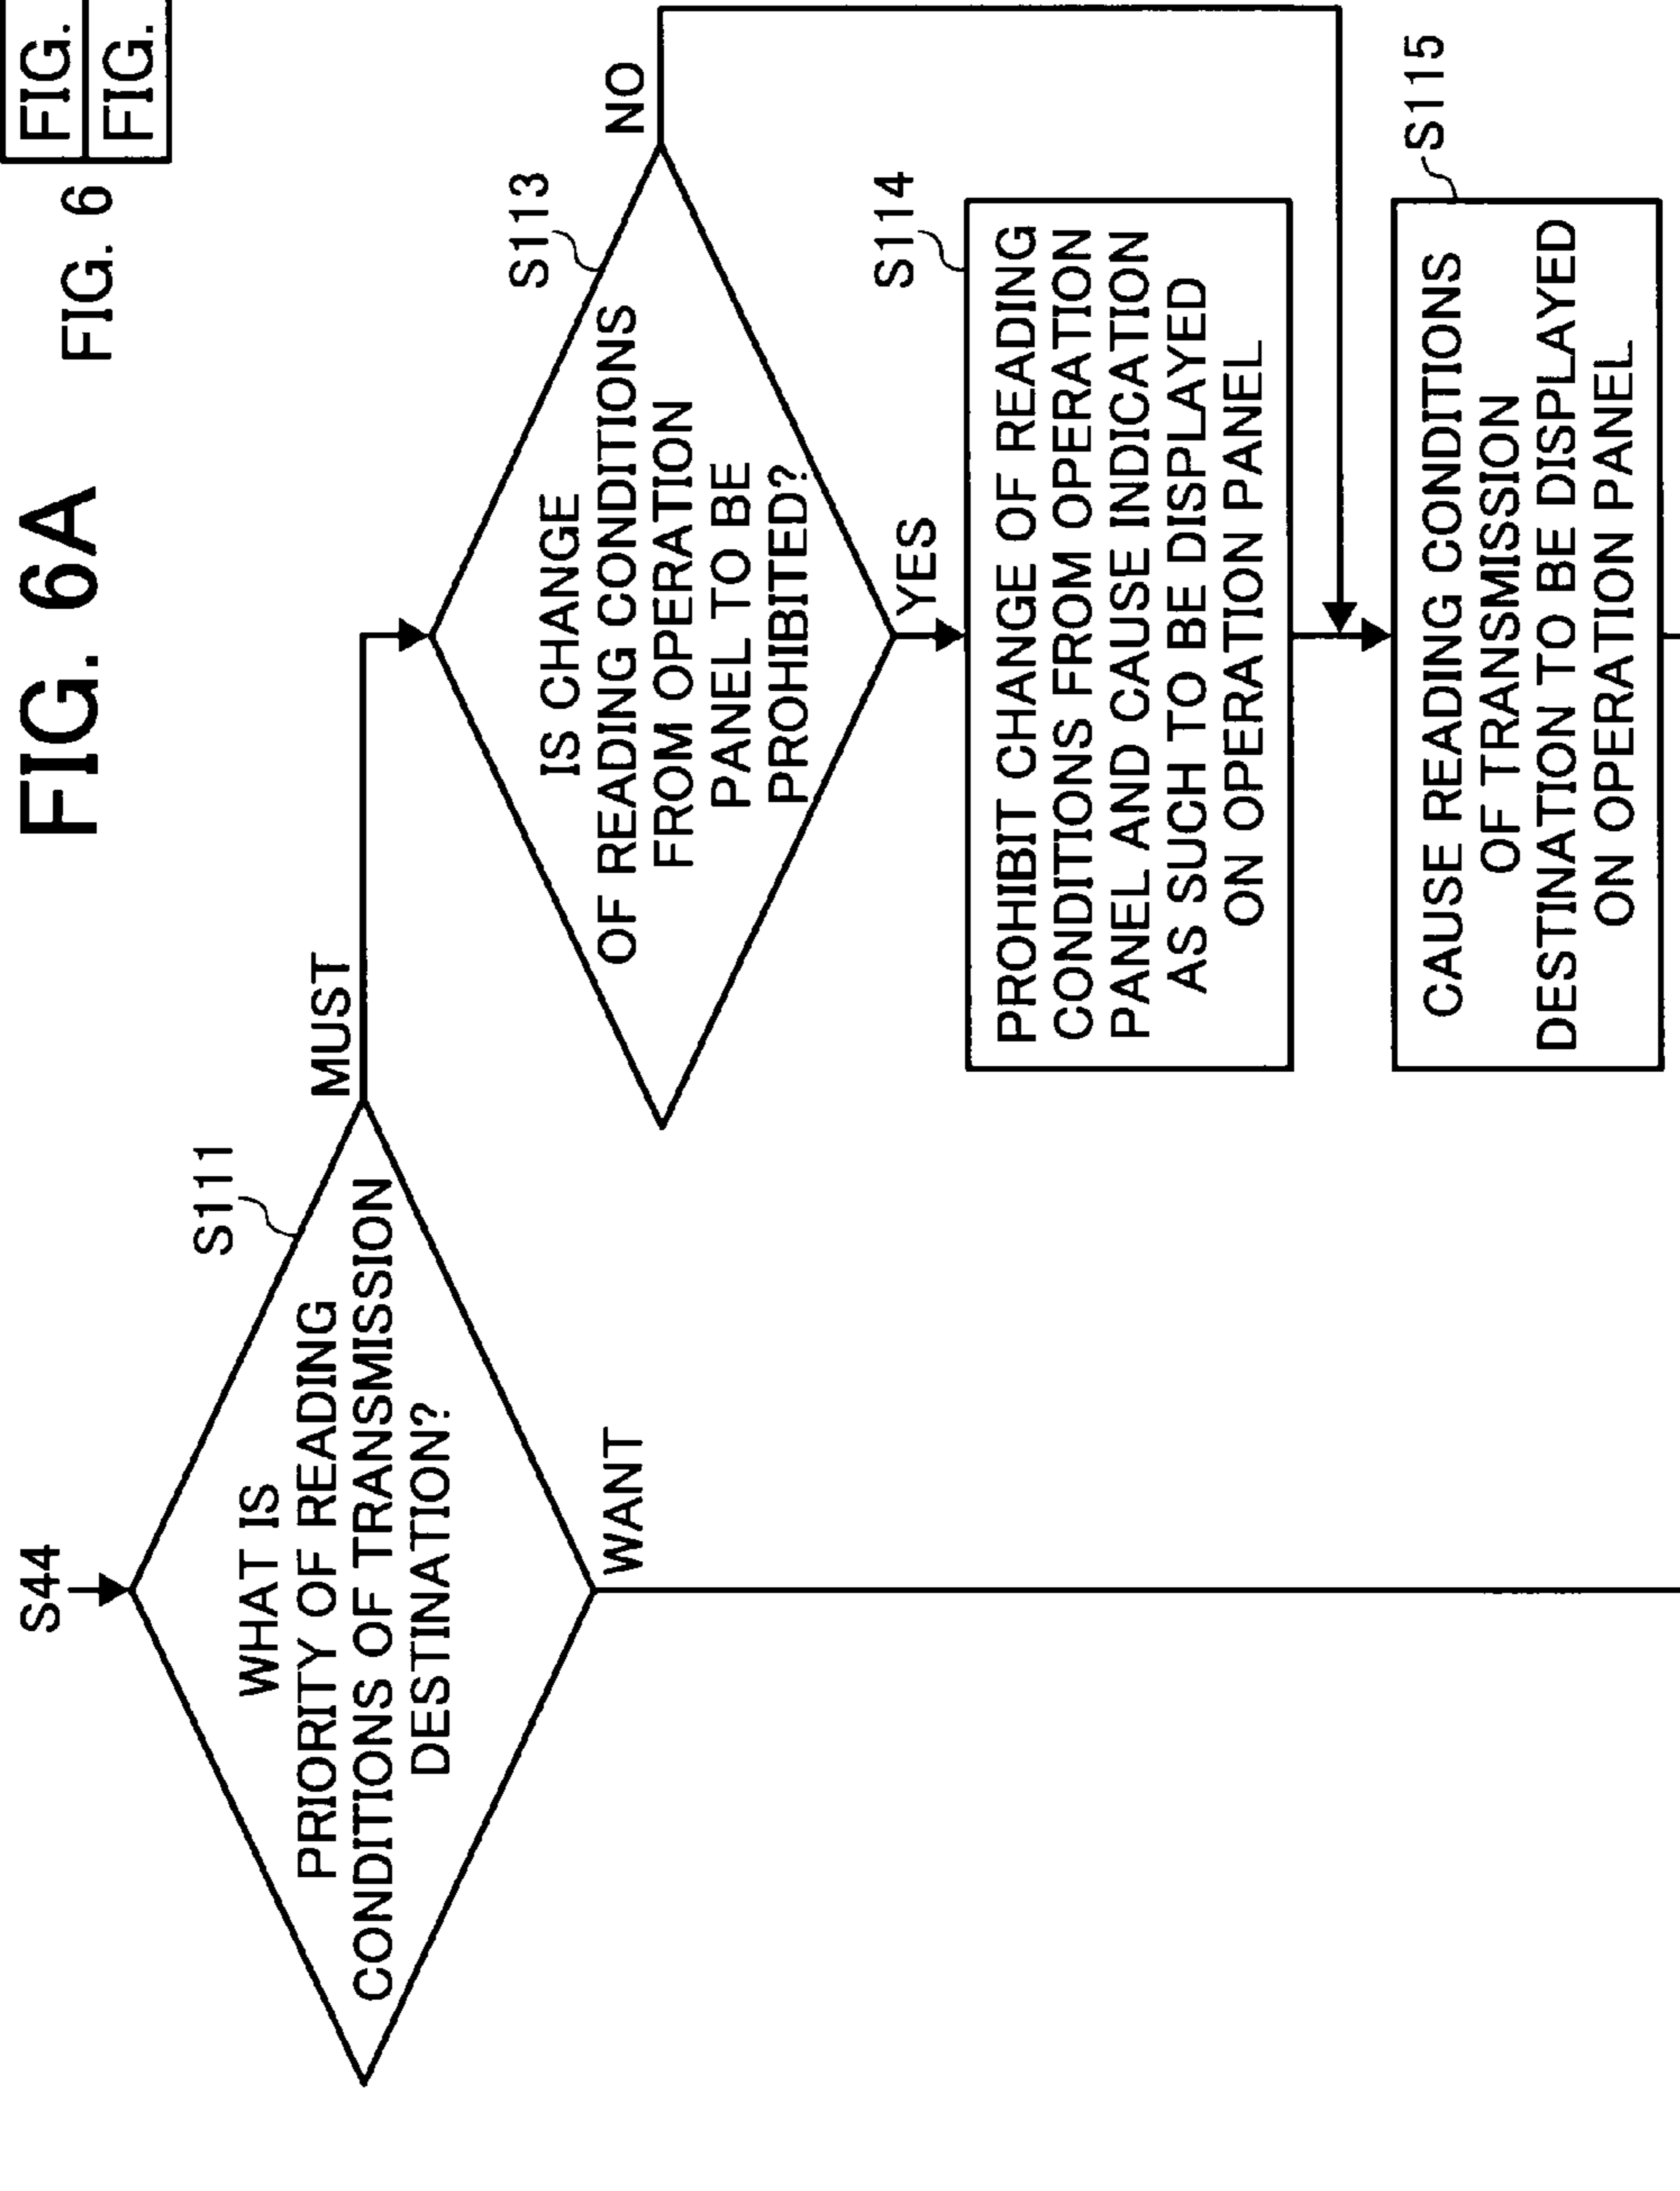 FIG. 6A
FIG. 6
FIG.
FIG.
S44
S111
WHAT IS
PRIORITY OF READING
CONDITIONS OF TRANSMISSION
DESTINATION?
MUST
WANT
S113
IS CHANGE
OF READING CONDITIONS
FROM OPERATION
PANEL TO BE
PROHIBITED?
NO
YES
S114
PROHIBIT CHANGE OF READING
CONDITIONS FROM OPERATION
PANEL AND CAUSE INDICATION
AS SUCH TO BE DISPLAYED
ON OPERATION PANEL
S115
CAUSE READING CONDITIONS
OF TRANSMISSION
DESTINATION TO BE DISPLAYED
ON OPERATION PANEL